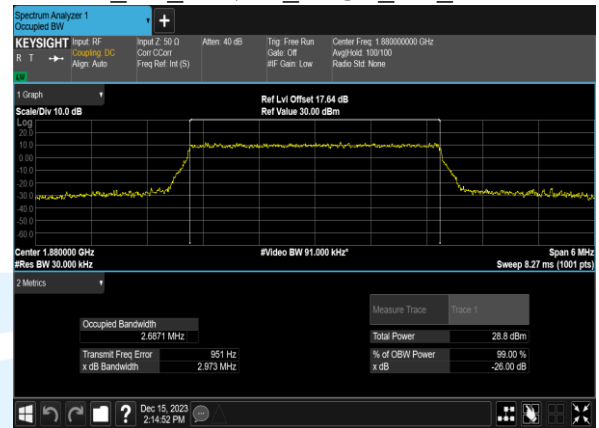 Spectrum Analyzer 1
Occupied BW
KEYSIGHT Input: RF Input Z: 50 Ω Atten: 40 dB Trig: Free Run Center Freq: 1.880000000 GHz
R T Coupling: DC Corr CCorr Gate: Off Avg|Hold: 100/100
Align: Auto Freq Ref: Int (S) #IF Gain: Low Radio Std: None
LXI
1 Graph
Ref Lvl Offset 17.64 dB
Scale/Div 10.0 dB Ref Value 30.00 dBm
Log
20.0
10.0
0.00
-10.0
-20.0
-30.0
-40.0
-50.0
-60.0
Center 1.880000 GHz #Video BW 91.000 kHz* Span 6 MHz
#Res BW 30.000 kHz Sweep 8.27 ms (1001 pts)
2 Metrics
Measure Trace Trace 1
Occupied Bandwidth
2.6871 MHz Total Power 28.8 dBm
Transmit Freq Error 951 Hz % of OBW Power 99.00 %
x dB Bandwidth 2.973 MHz x dB -26.00 dB
Dec 15, 2023
2:14:52 PM